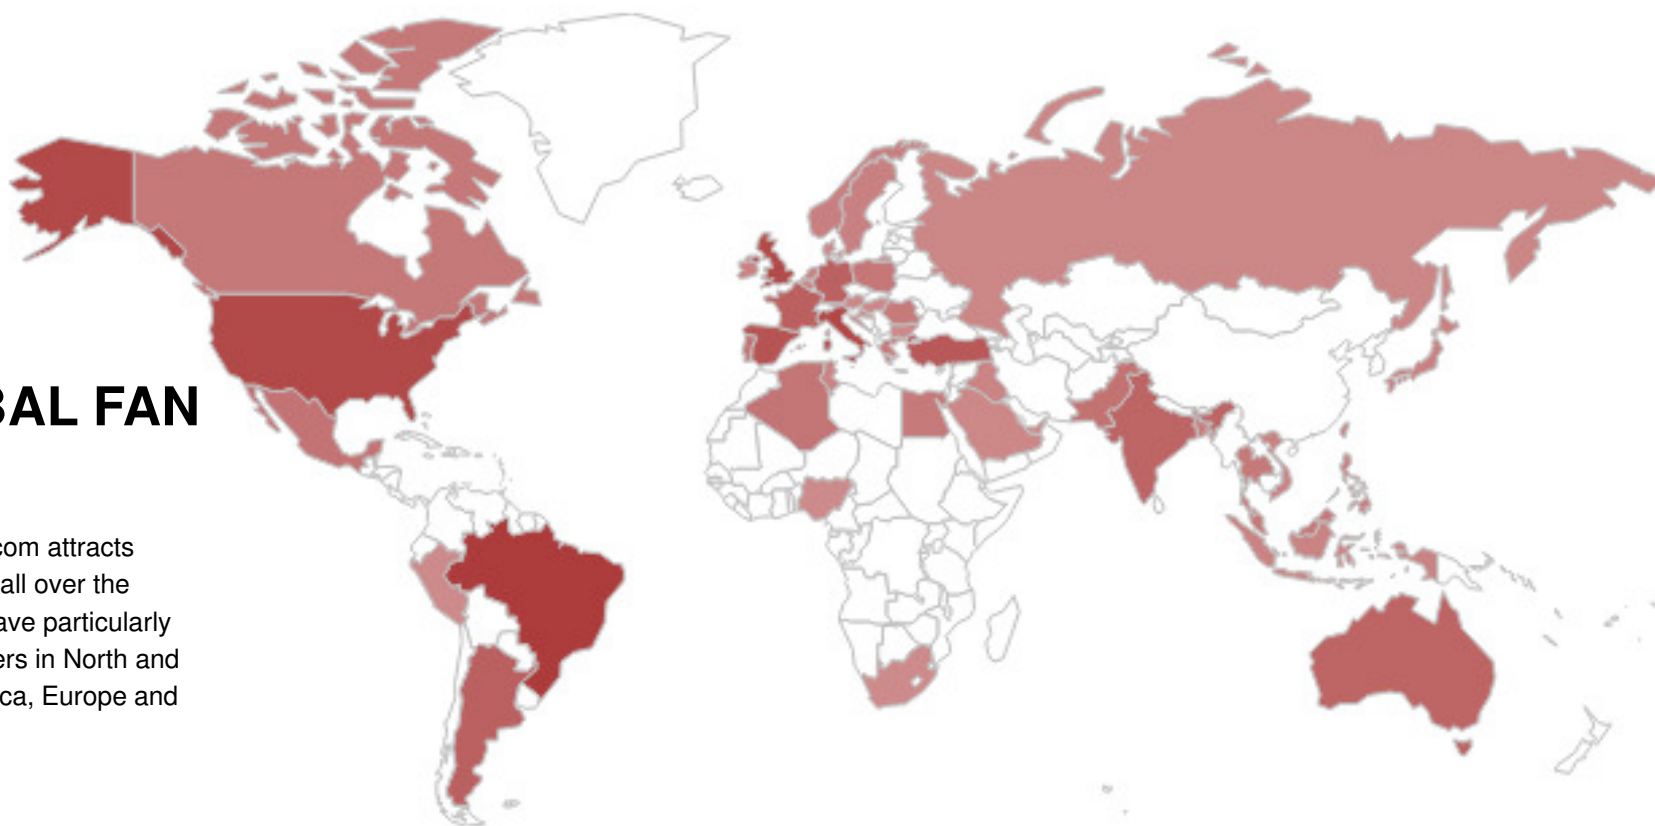 BAL FAN
com attracts
all over the
ave particularly
ers in North and
ca, Europe and